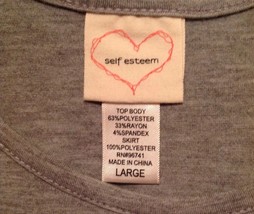 self esteem
TOP BODY
63%POLYESTER
33%RAYON
4%SPANDEX
SKIRT
100%POLYESTER
RN#96741
MADE IN CHINA
LARGE